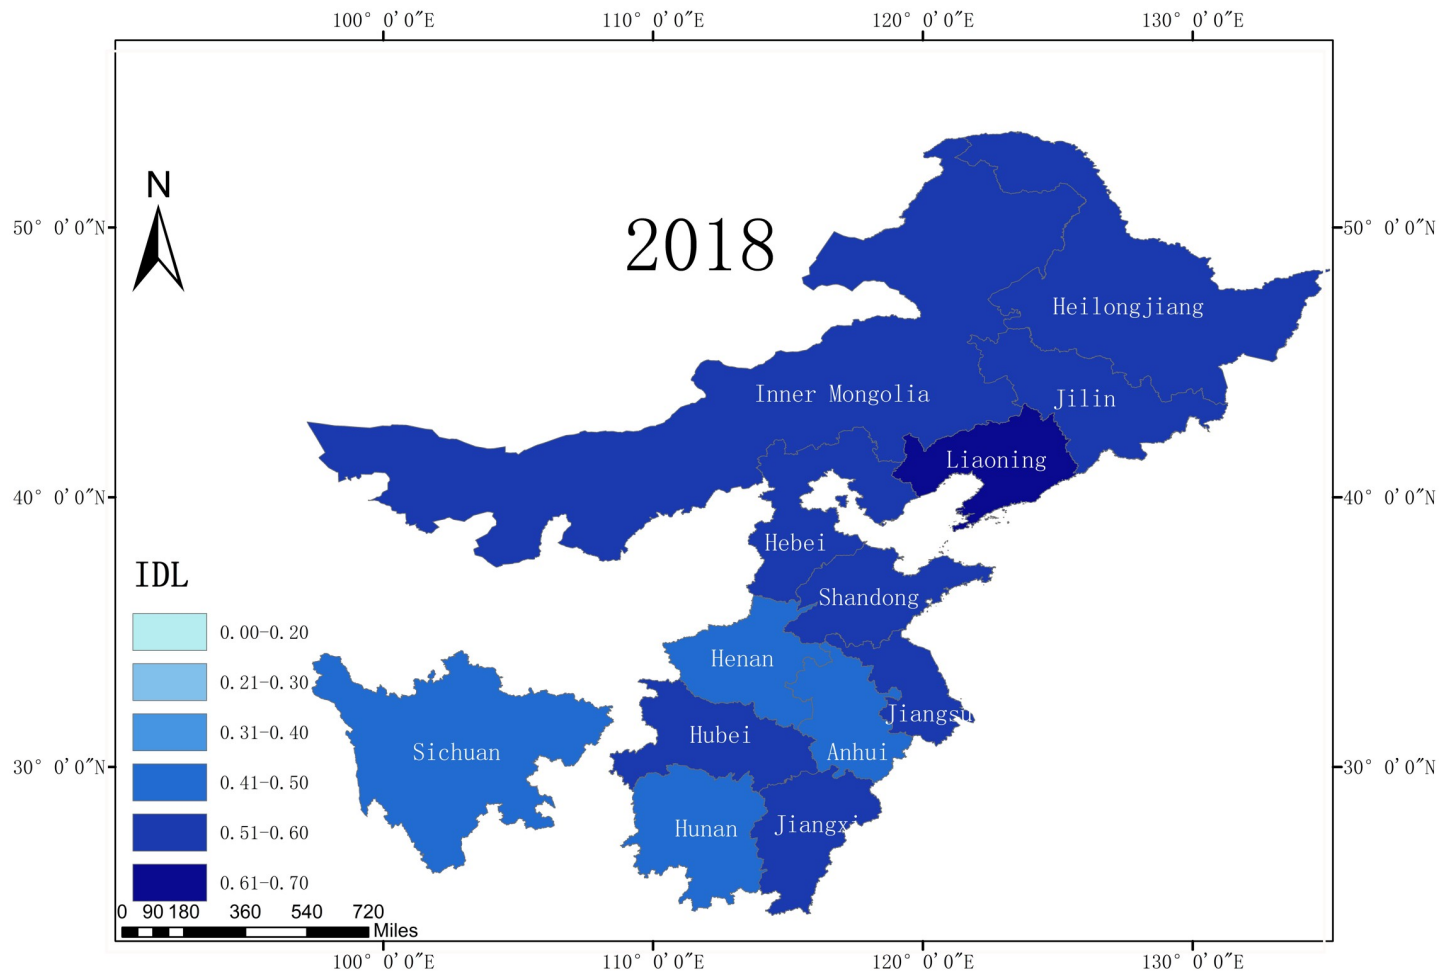 100° 0'0"E 110° 0'0"E 120° 0'0"E 130° 0'0"E
N
50° 0'0"N 2018 50° 0'0"N
Heilongjiang
Inner Mongolia Jilin
Liaoning
40° 0'0"N 40° 0'0"N
Hebei
IDL
Shandong
0.00-0.20
Henan
0.21-0.30
Jiangsu
0.31-0.40
Hubei
Sichuan Anhui
30° 0'0"N 30° 0'0"N
0.41-0.50
Hunan Jiangxi
0.51-0.60
0.61-0.70
0 90 180 360 540 720
Miles
100° 0'0"E 110° 0'0"E 120° 0'0"E 130° 0'0"E